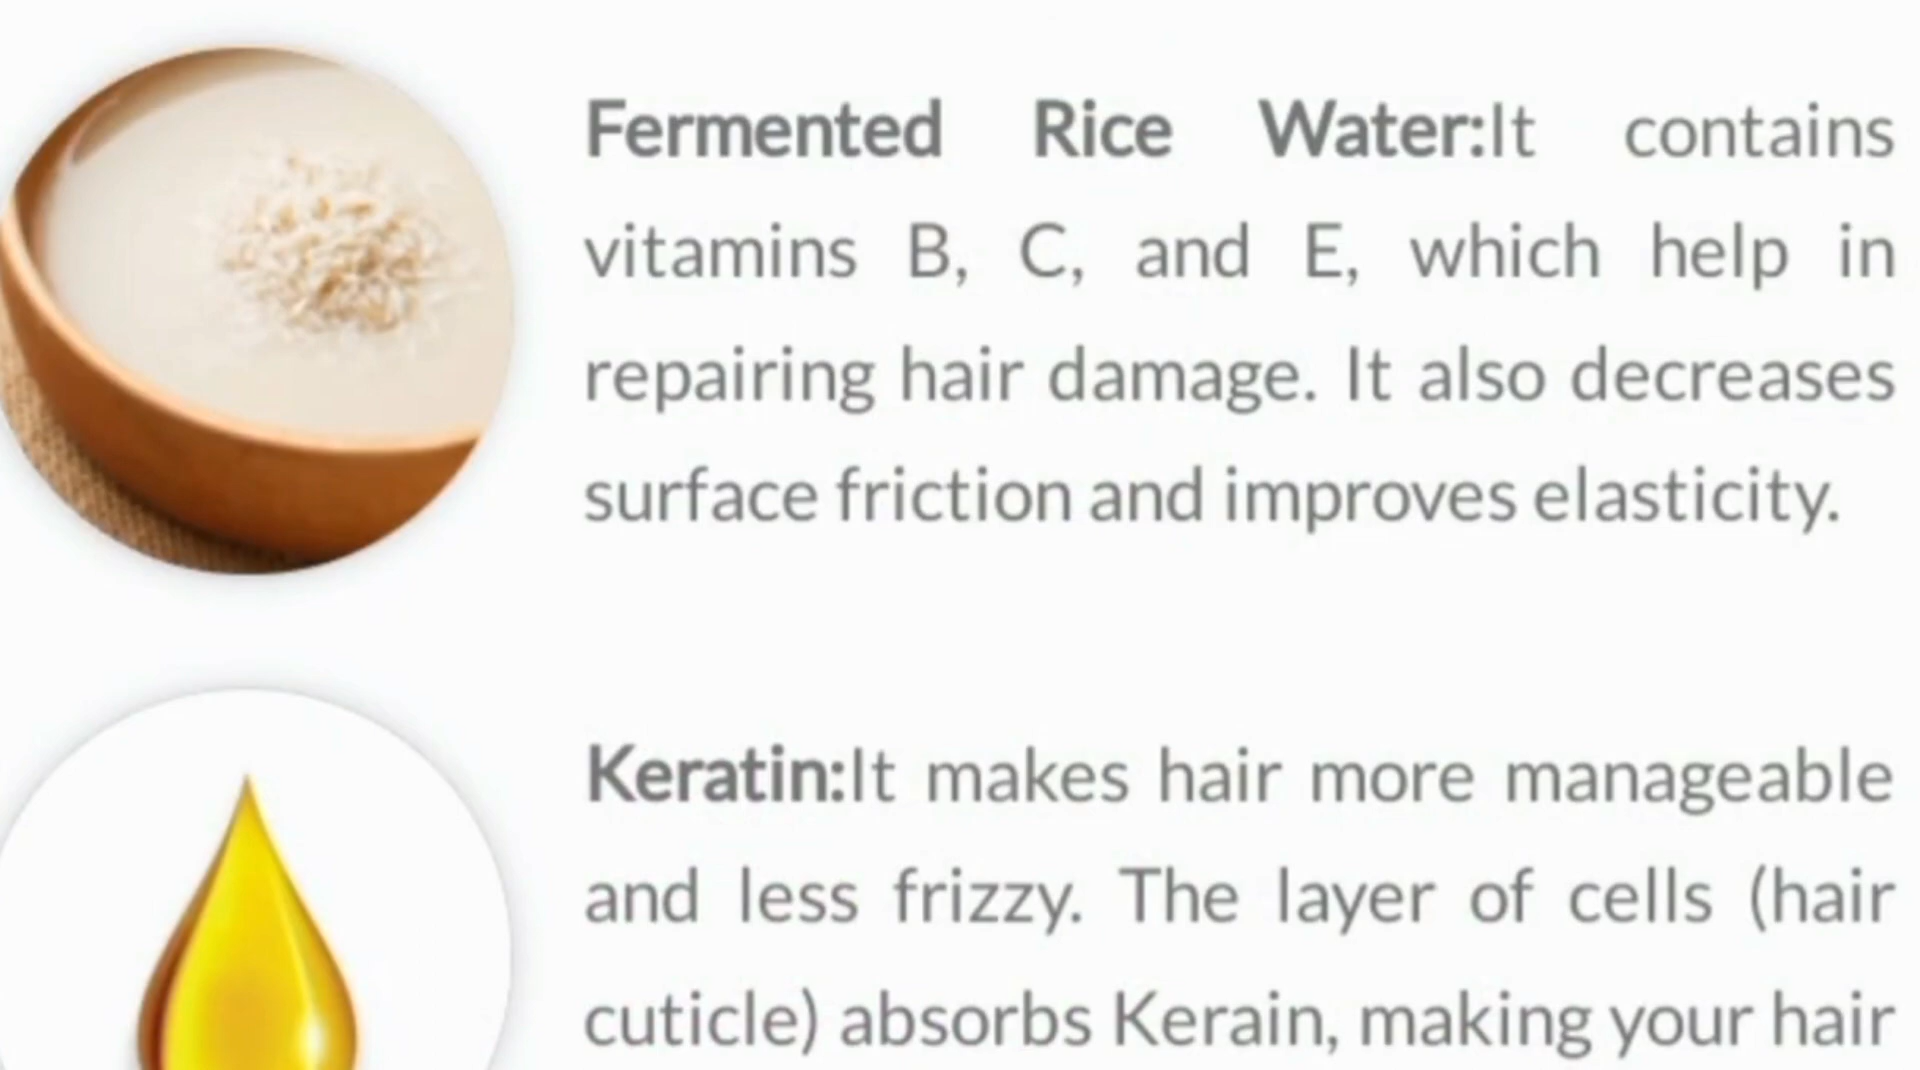 Fermented Rice Water:It contains
vitamins B, C, and E, which help in
repairing hair damage. It also decreases
surface friction and improves elasticity.
Keratin:It makes hair more manageable
and less frizzy. The layer of cells (hair
cuticle) absorbs Kerain, making your hair